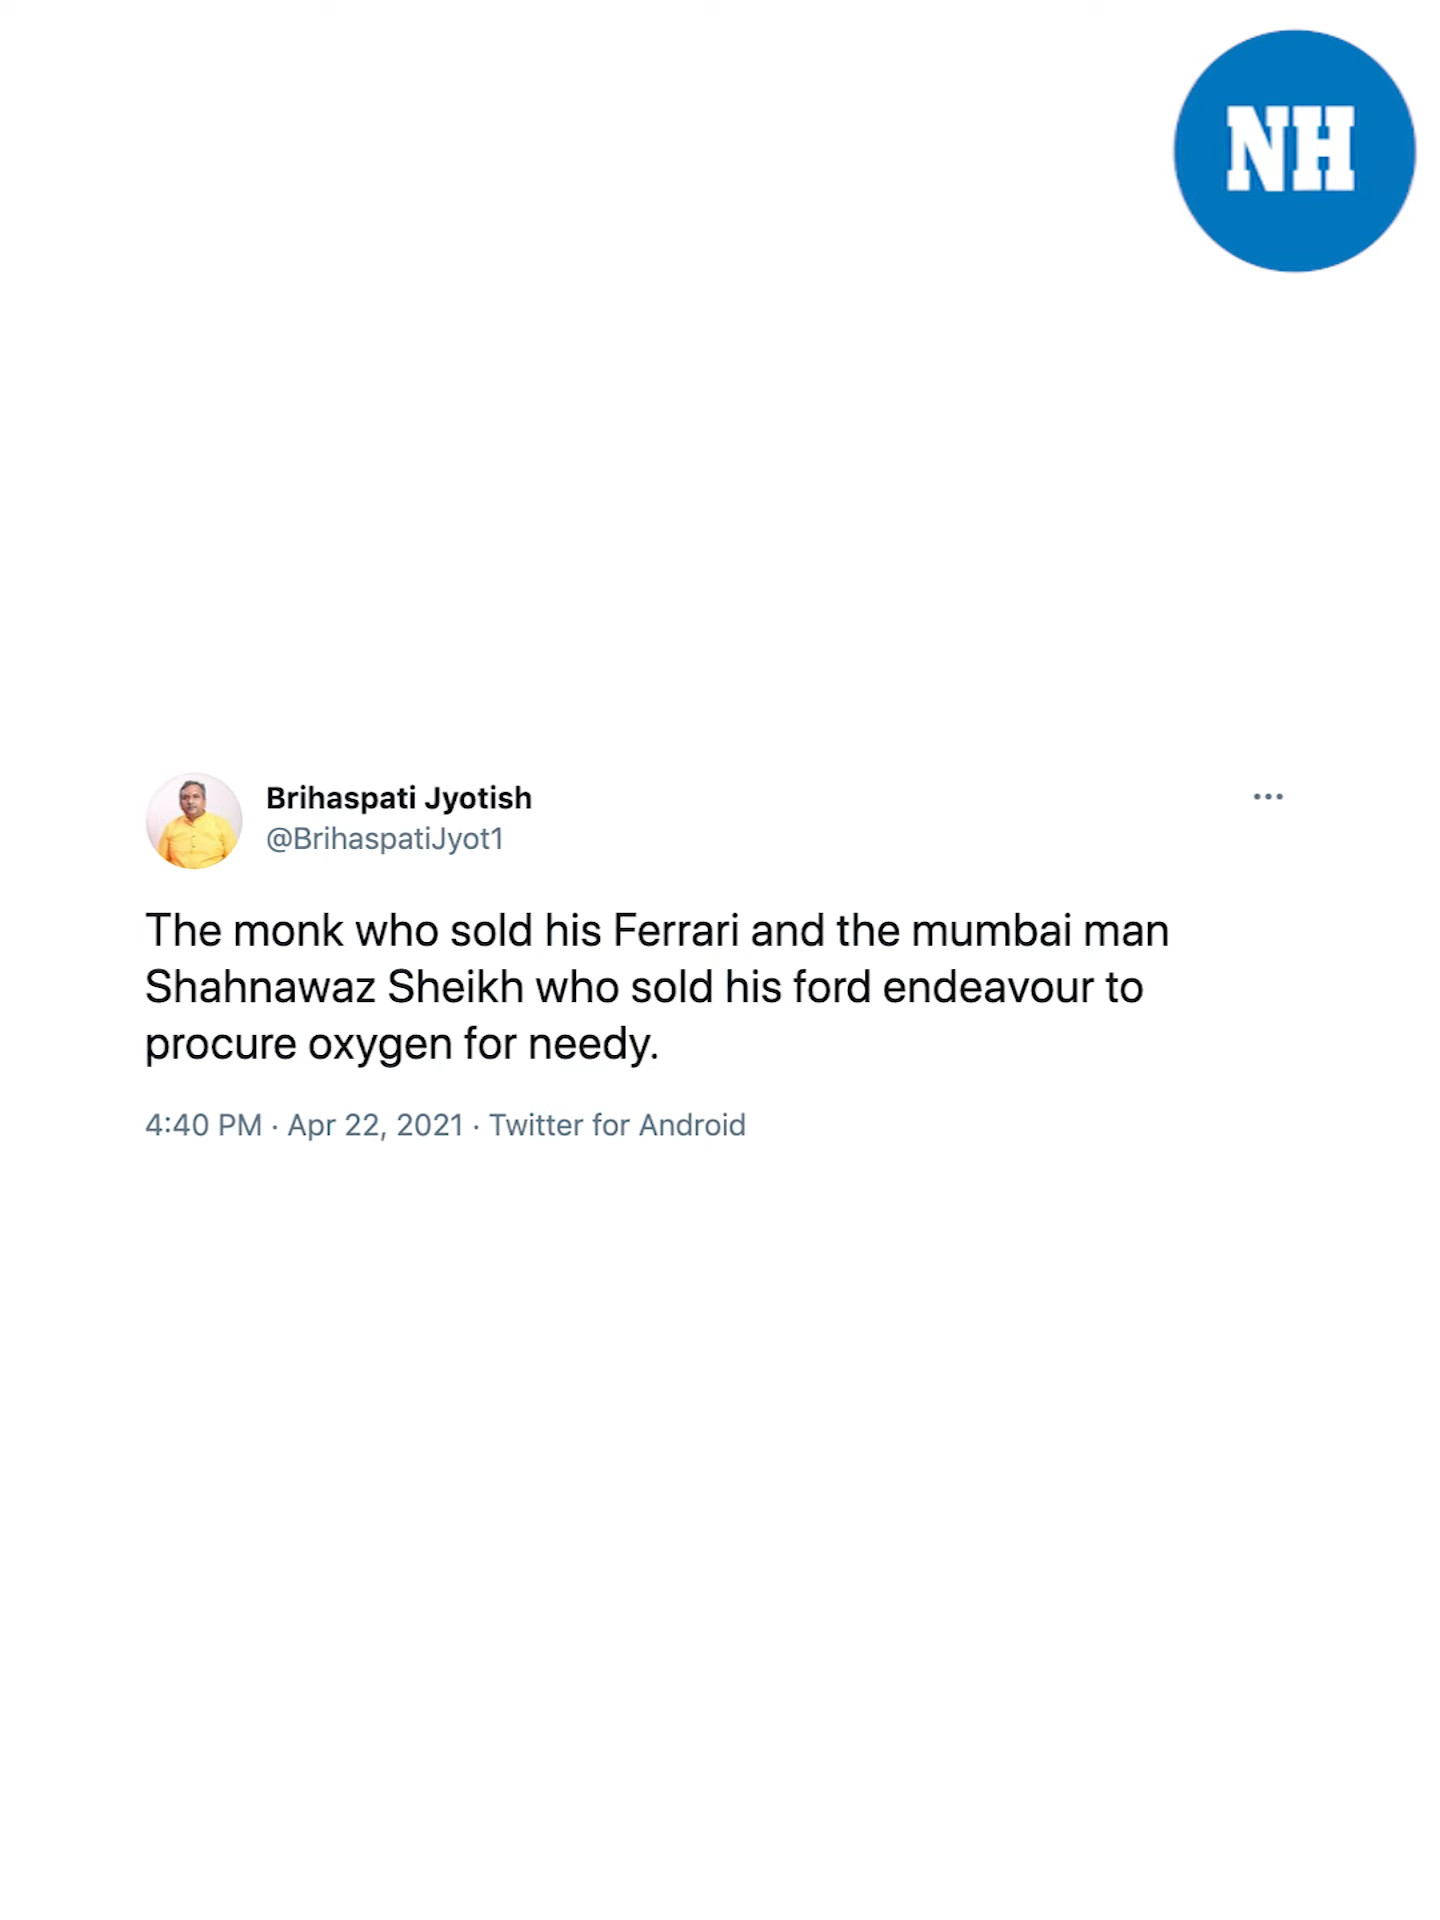 NH
Brihaspati Jyotish
@BrihaspatiJyot1
The monk who sold his Ferrari and the mumbai man
Shahnawaz Sheikh who sold his ford endeavour to
procure oxygen for needy.
4:40 PM · Apr 22, 2021 · Twitter for Android